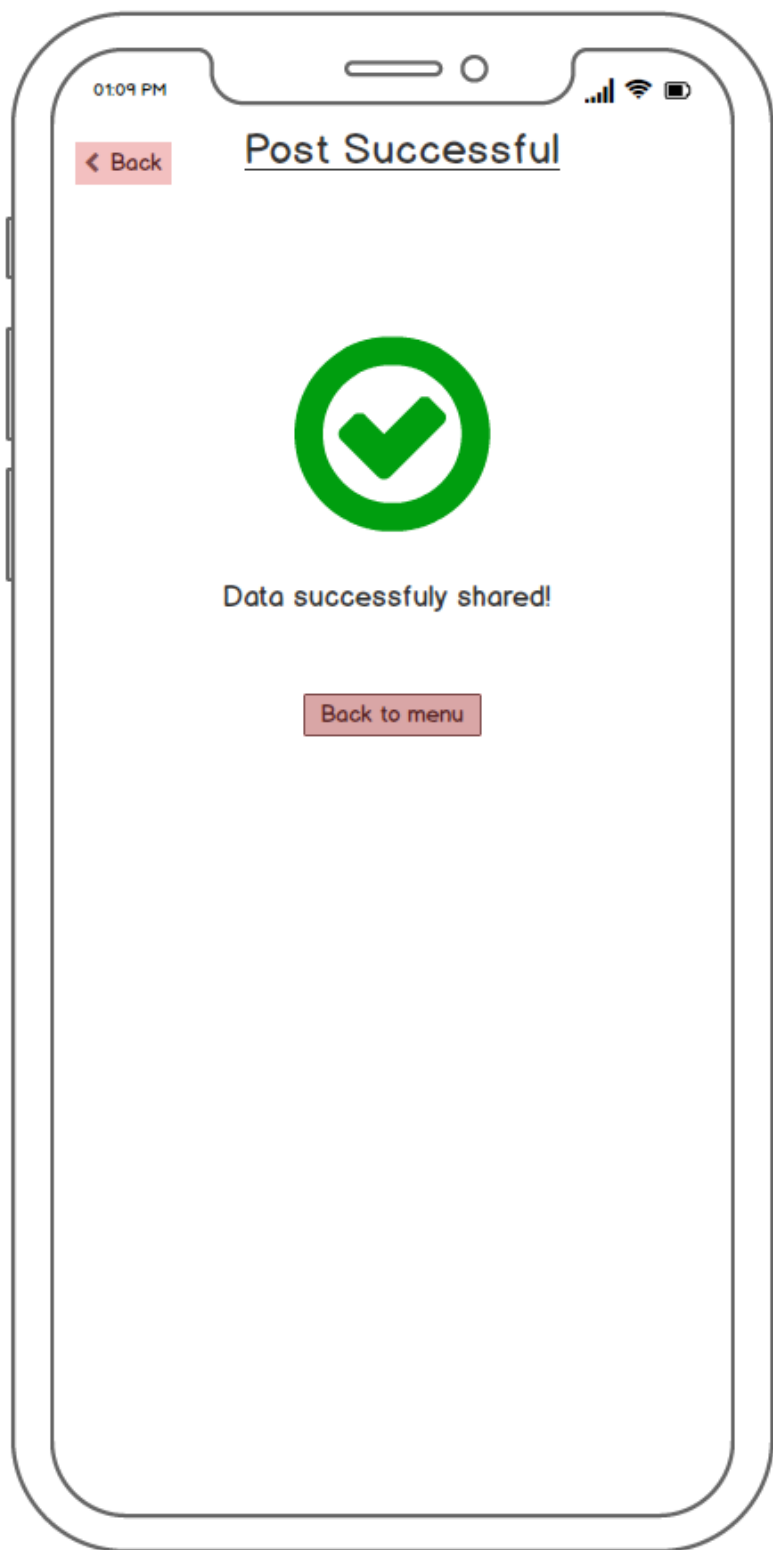 01:09 PM
Back
Post Successful
Data successfuly shared!
Back to menu